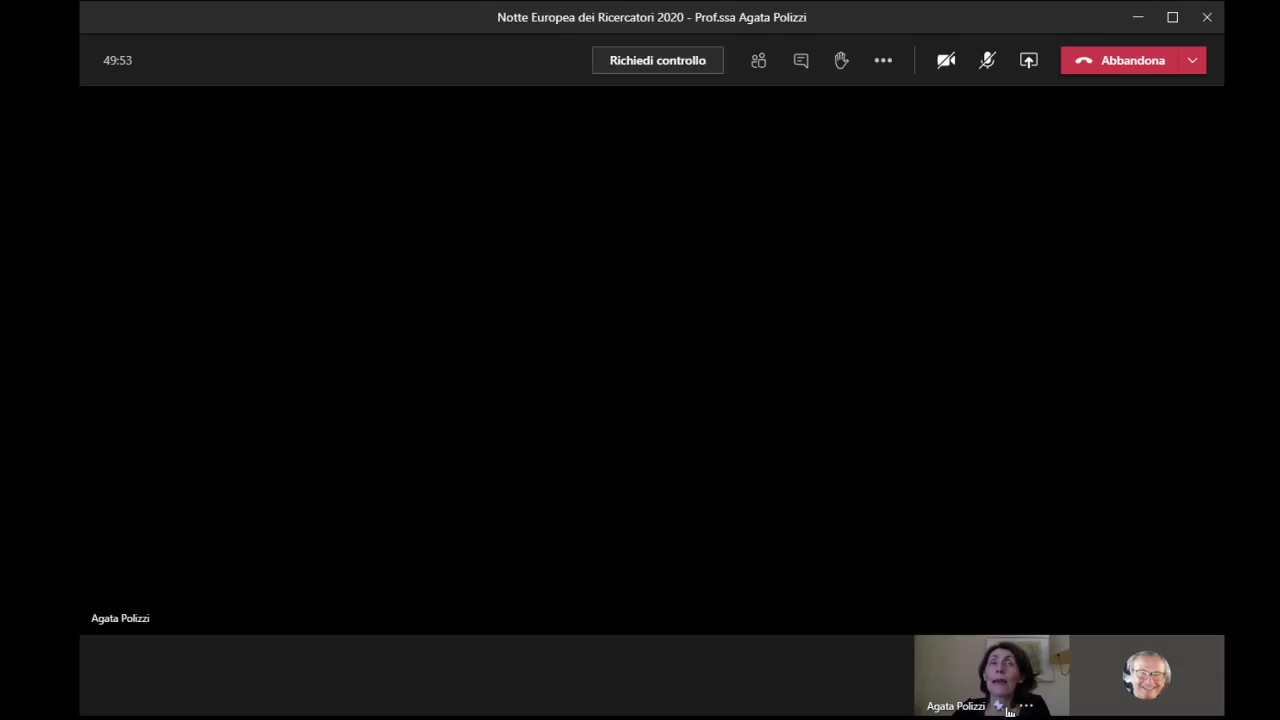 Notte Europea dei Ricercatori 2020 - Prof.ssa Agata Polizzi
49:53
Richiedi controllo
Abbandona
Agata Polizzi
Agata Polizzi